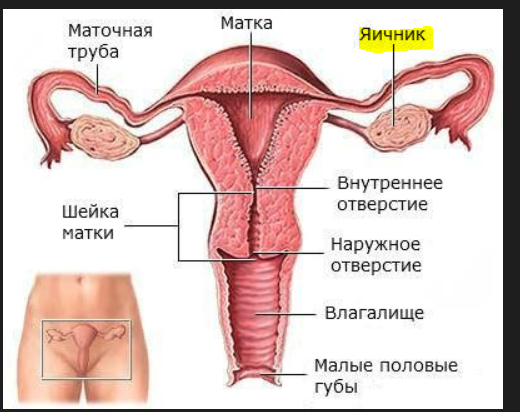 Маточная
труба
Матка
Яичник
Внутреннее
отверстие
Шейка
матки
Наружное
отверстие
Влагалище
Малые половые
губы